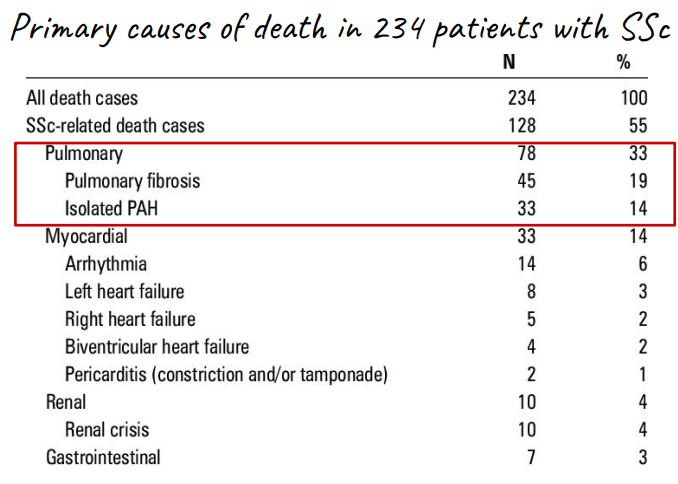 Primary causes of death in 234 patients with SSc
N %
All death cases 234 100
SSc-related death cases 128 55
Pulmonary 78 33
Pulmonary fibrosis 45 19
Isolated PAH 33 14
Myocardial 33 14
Arrhythmia 14 6
Left heart failure 8 3
Right heart failure 5 2
Biventricular heart failure 4 2
Pericarditis (constriction and/or tamponade) 2 1
Renal 10 4
Renal crisis 10 4
Gastrointestinal 7 3